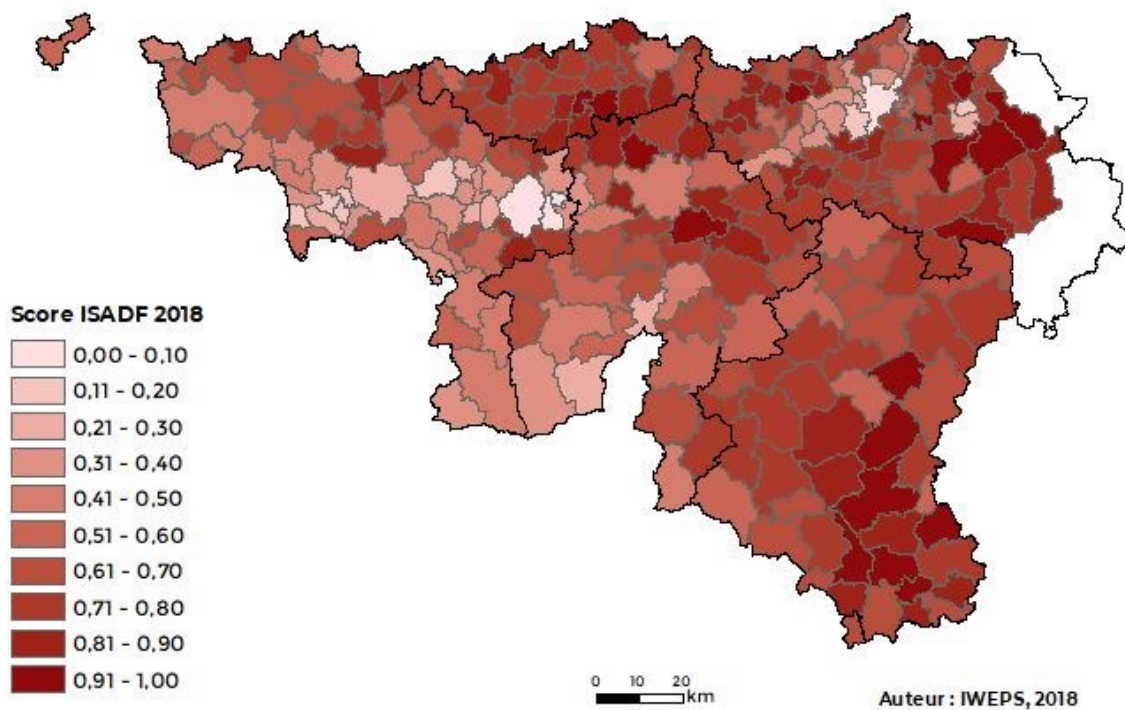 Score ISADF 2018
0,00 - 0,10
0,11 - 0,20
0,21 - 0,30
0,31 - 0,40
0,41 - 0,50
0,51 - 0,60
0,61 - 0,70
0,71 - 0,80
0,81 - 0,90
0,91 - 1,00
0 10 20
km
Auteur : IWEPS, 2018